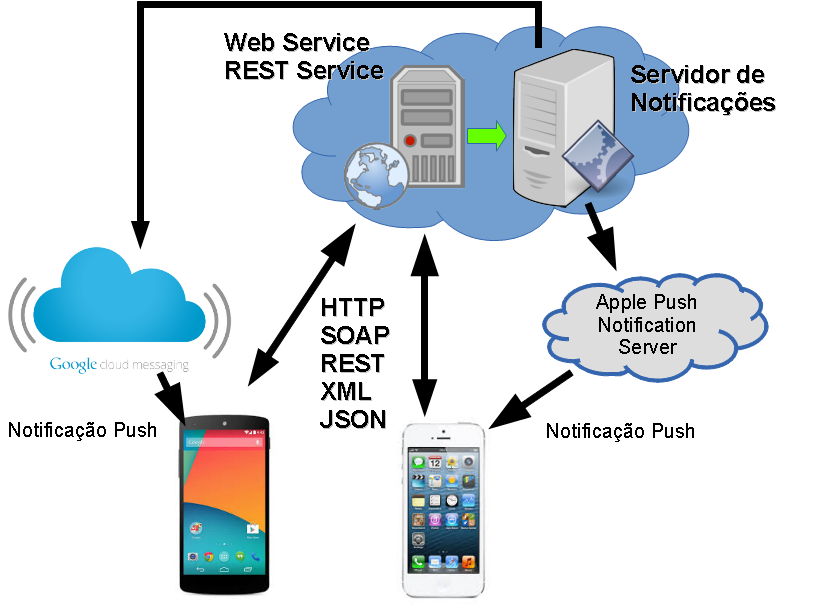 Web Service
REST Service
Servidor de
Notificações
HTTP
SOAP
REST
XML
JSON
Apple Push
Notification
Server
Google cloud messaging
Notificação Push
Notificação Push